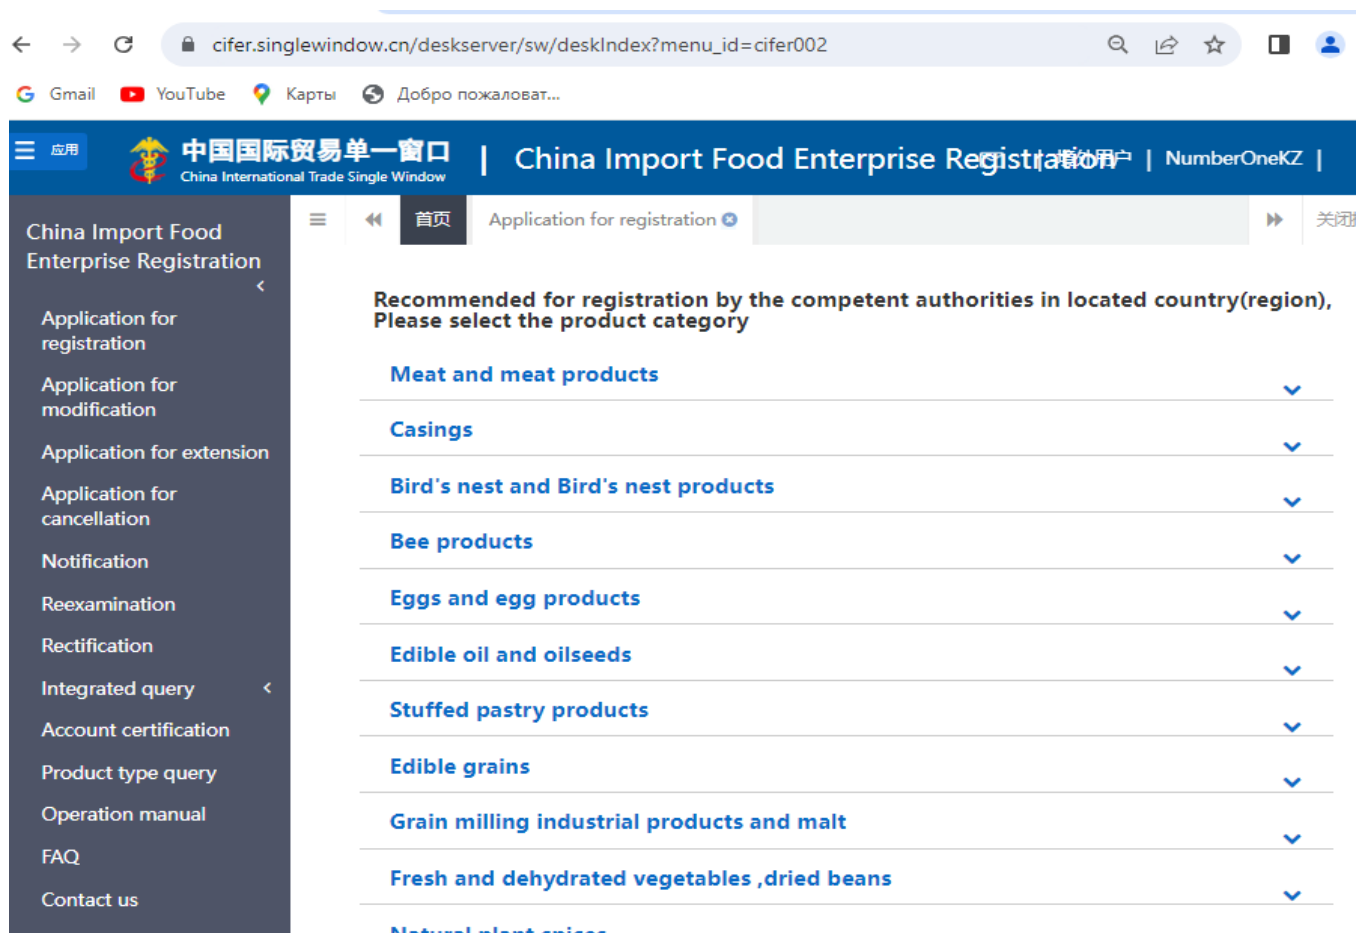 cifer.singlewindow.cn/deskserver/sw/deskIndex?menu_id=cifer002
Gmail YouTube Карты Добро пожаловат...
应用 中国国际贸易单一窗口 | China Import Food Enterprise Registration | NumberOneKZ |
China International Trade Single Window
首页 Application for registration
China Import Food
Enterprise Registration
Application for
registration
Application for
modification
Application for extension
Application for
cancellation
Notification
Reexamination
Rectification
Integrated query
Account certification
Product type query
Operation manual
FAQ
Contact us
Recommended for registration by the competent authorities in located country(region),
Please select the product category
Meat and meat products
Casings
Bird's nest and Bird's nest products
Bee products
Eggs and egg products
Edible oil and oilseeds
Stuffed pastry products
Edible grains
Grain milling industrial products and malt
Fresh and dehydrated vegetables ,dried beans
Natural plant spices